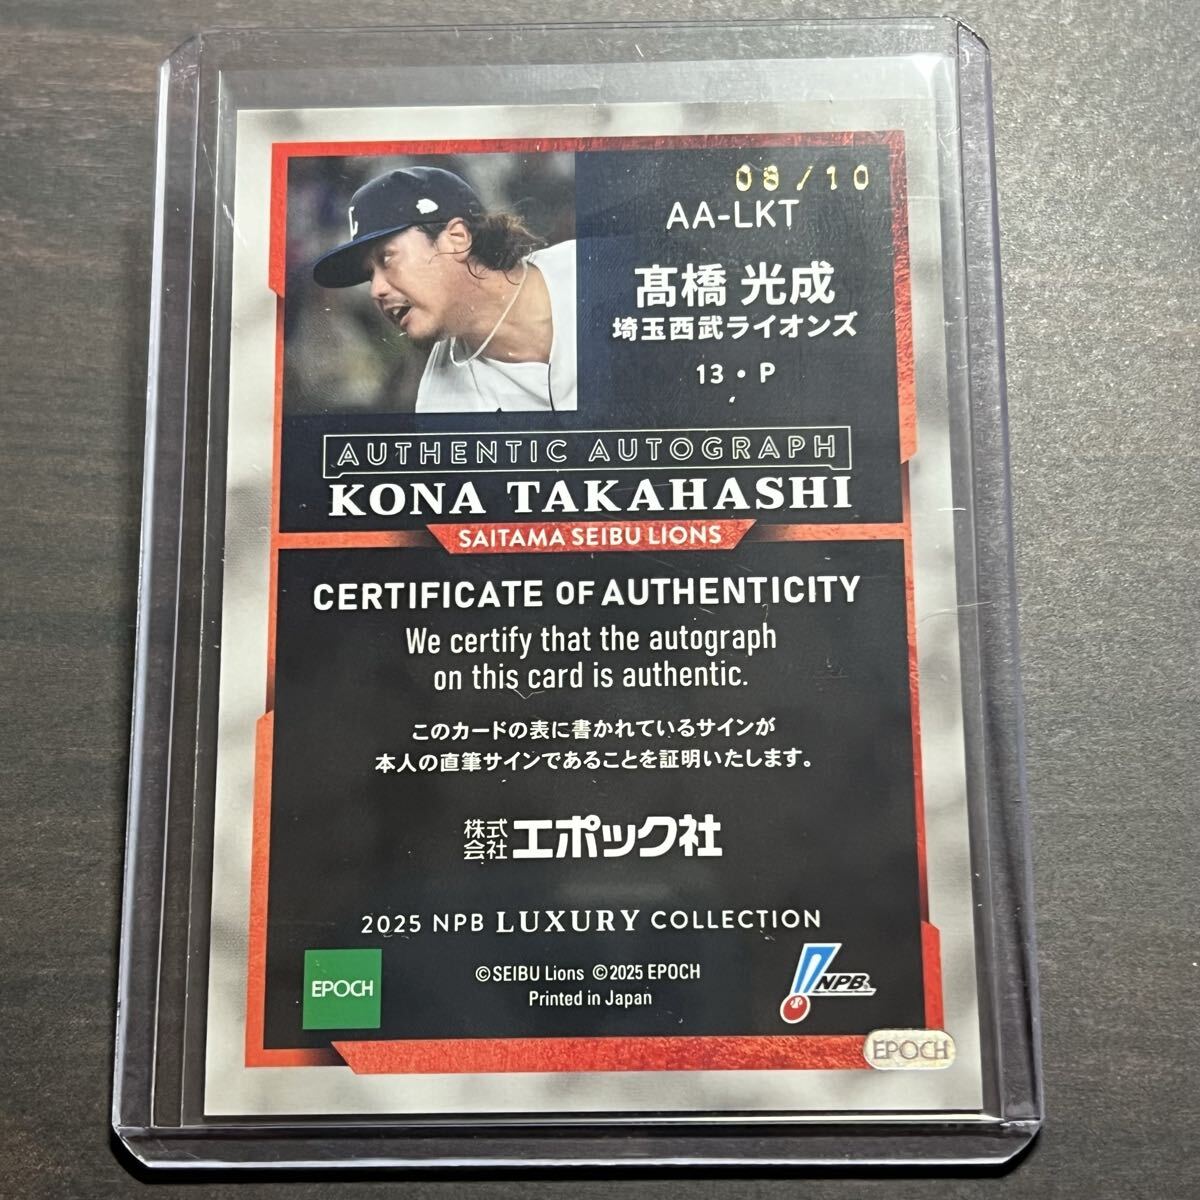 08/10
AA-LKT
髙橋 光成
埼玉西武ライオンズ
13・P
AUTHENTIC AUTOGRAPH
KONA TAKAHASHI
SAITAMA SEIBU LIONS
CERTIFICATE OF AUTHENTICITY
We certify that the autograph
on this card is authentic.
このカードの表に書かれているサインが
本人の直筆サインであることを証明いたします。
株式会社エポック社
2025 NPB LUXURY COLLECTION
EPOCH
©SEIBU Lions ©2025 EPOCH
Printed in Japan
NPB
EPOCH